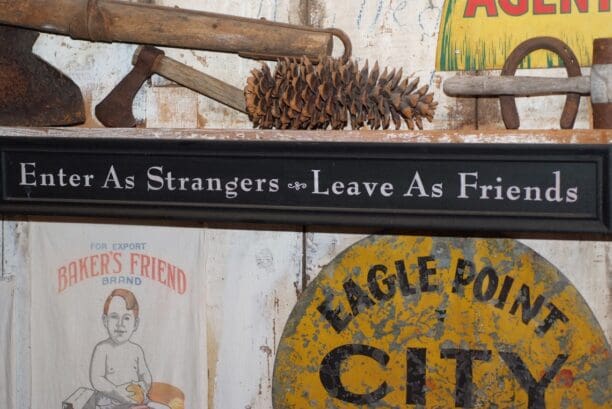 AGENT
Enter As Strangers Leave As Friends
FOR EXPORT
BAKER'S FRIEND
BRAND
EAGLE POINT
CITY